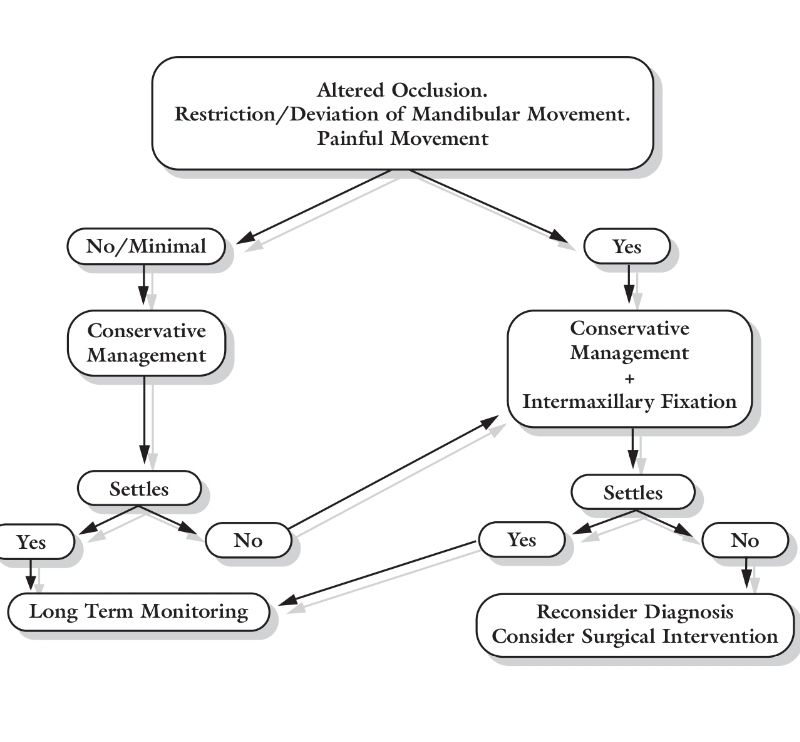 Altered Occlusion.
Restriction/Deviation of Mandibular Movement.
Painful Movement
No/Minimal
Yes
Conservative
Management
Conservative
Management
+
Intermaxillary Fixation
Settles
Settles
Yes
No
Yes
No
Long Term Monitoring
Reconsider Diagnosis
Consider Surgical Intervention